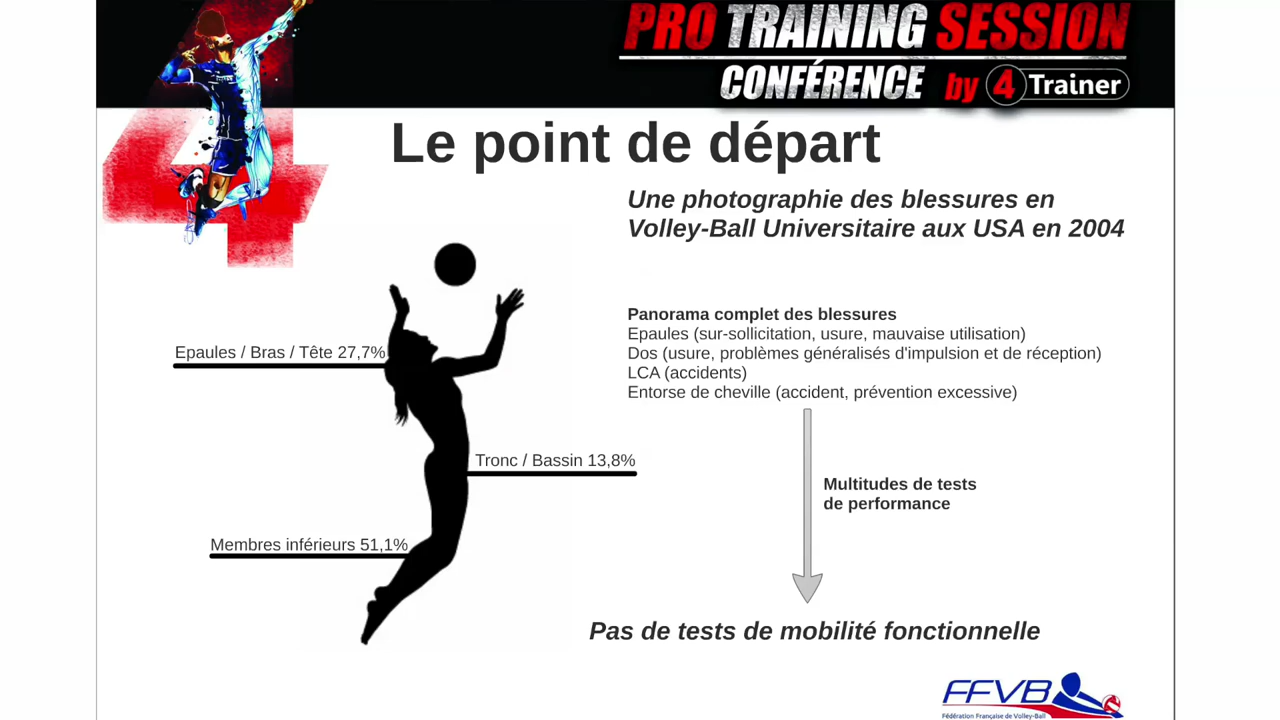 PRO TRAINING SESSION
CONFÉRENCE by 4 Trainer
4
Le point de départ
Une photographie des blessures en
Volley-Ball Universitaire aux USA en 2004
Panorama complet des blessures
Epaules (sur-sollicitation, usure, mauvaise utilisation)
Dos (usure, problèmes généralisés d'impulsion et de réception)
LCA (accidents)
Entorse de cheville (accident, prévention excessive)
Epaules / Bras / Tête 27,7%
Tronc / Bassin 13,8%
Membres inférieurs 51,1%
Multitudes de tests
de performance
Pas de tests de mobilité fonctionnelle
FFVB
Fédération Française de Volley-Ball